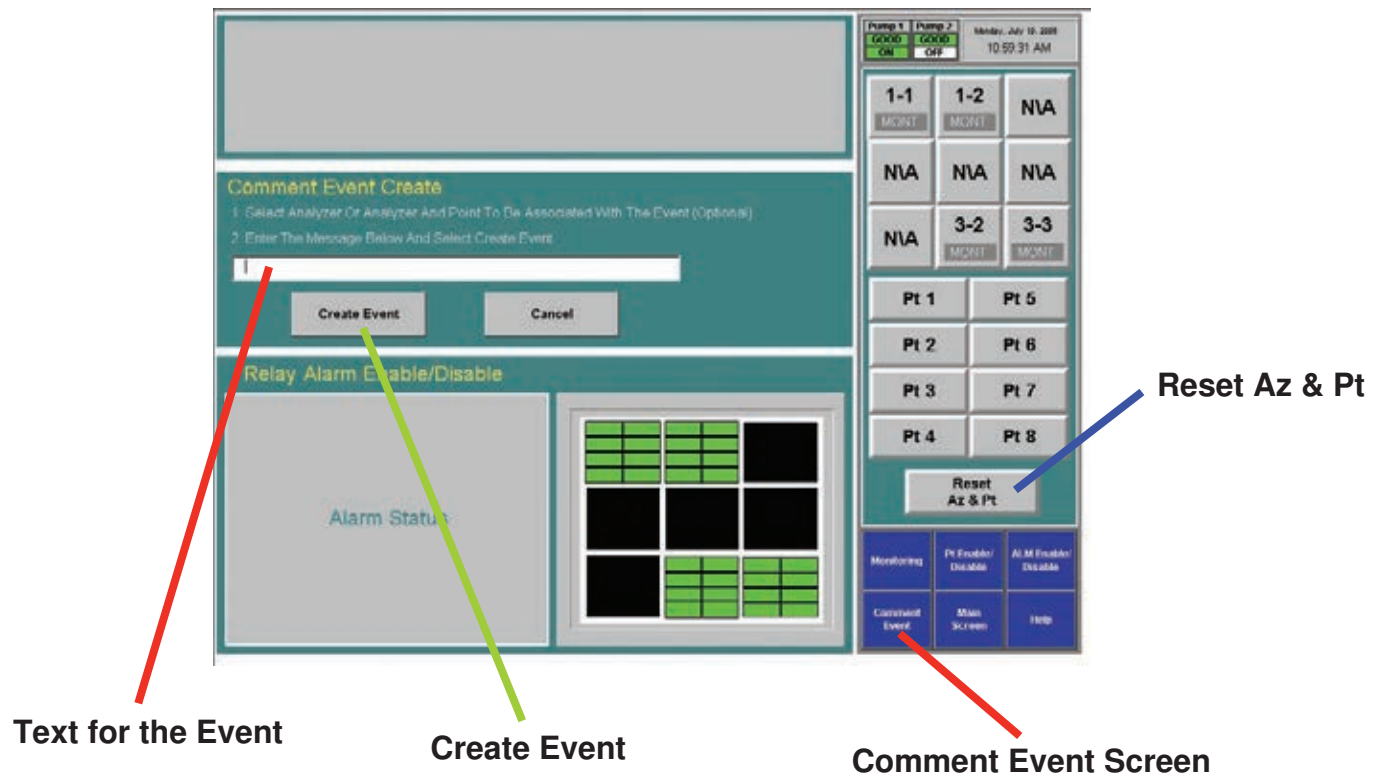 Pump 1 Pump 2
GOOD GOOD
ON OFF
Monday, July 18, 2005
10:59:31 AM
1-1 1-2 N\A
MONT MONT
N\A N\A N\A
N\A 3-2 3-3
MONT MONT
Comment Event Create
1. Select Analyzer Or Analyzer And Point To Be Associated With The Event (Optional)
2. Enter The Message Below And Select Create Event
Create Event Cancel
Pt 1 Pt 5
Pt 2 Pt 6
Pt 3 Pt 7
Pt 4 Pt 8
Reset
Az & Pt
Reset Az & Pt
Relay Alarm Enable/Disable
Alarm Status
Monitoring Pt Enable/ ALM Enable/
Disable Disable
Comment Main Help
Event Screen
Text for the Event
Create Event
Comment Event Screen